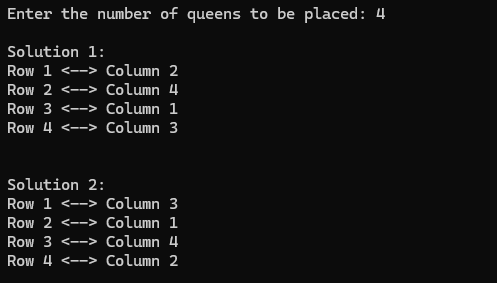 Enter the number of queens to be placed: 4
Solution 1:
Row 1 <--> Column 2
Row 2 <--> Column 4
Row 3 <--> Column 1
Row 4 <--> Column 3
Solution 2:
Row 1 <--> Column 3
Row 2 <--> Column 1
Row 3 <--> Column 4
Row 4 <--> Column 2